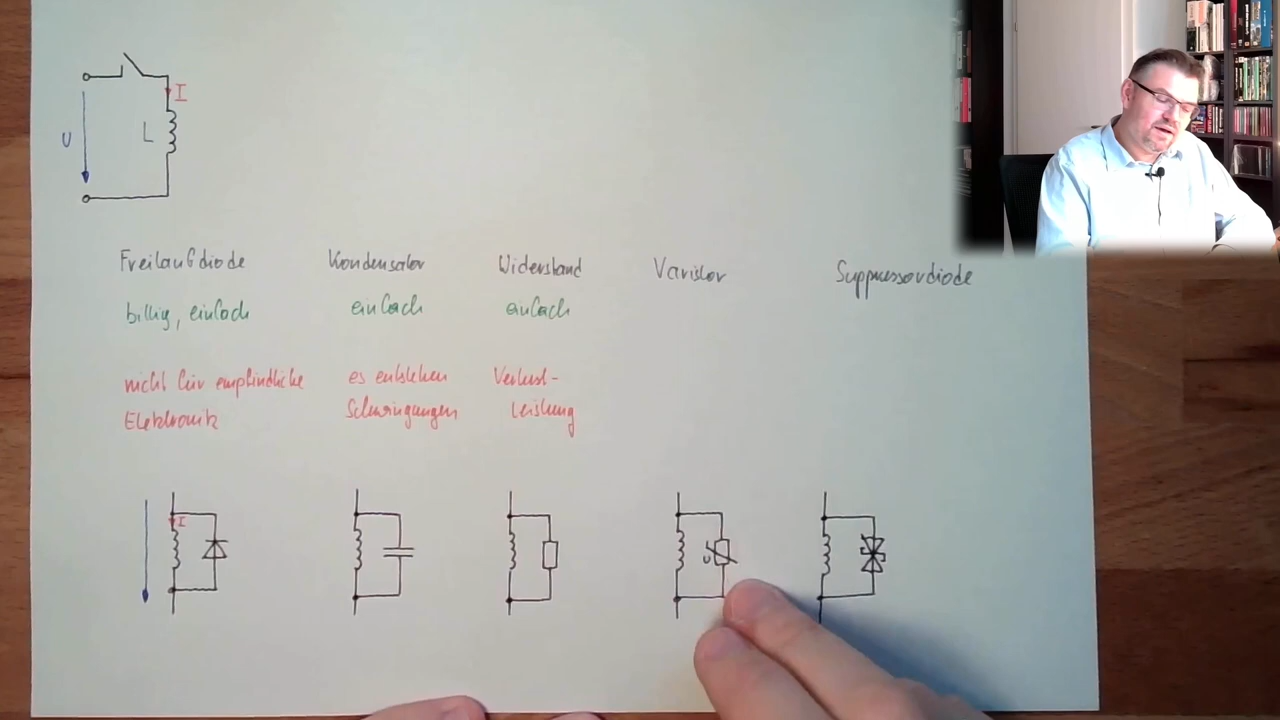 I
U
L
Freilaufdiode
Kondensator
Widerstand
Varistor
Suppressordiode
billig, einfach
einfach
einfach
nicht für empfindliche
Elektronik
es entstehen
Schwingungen
Verlust-
leistung
I
U